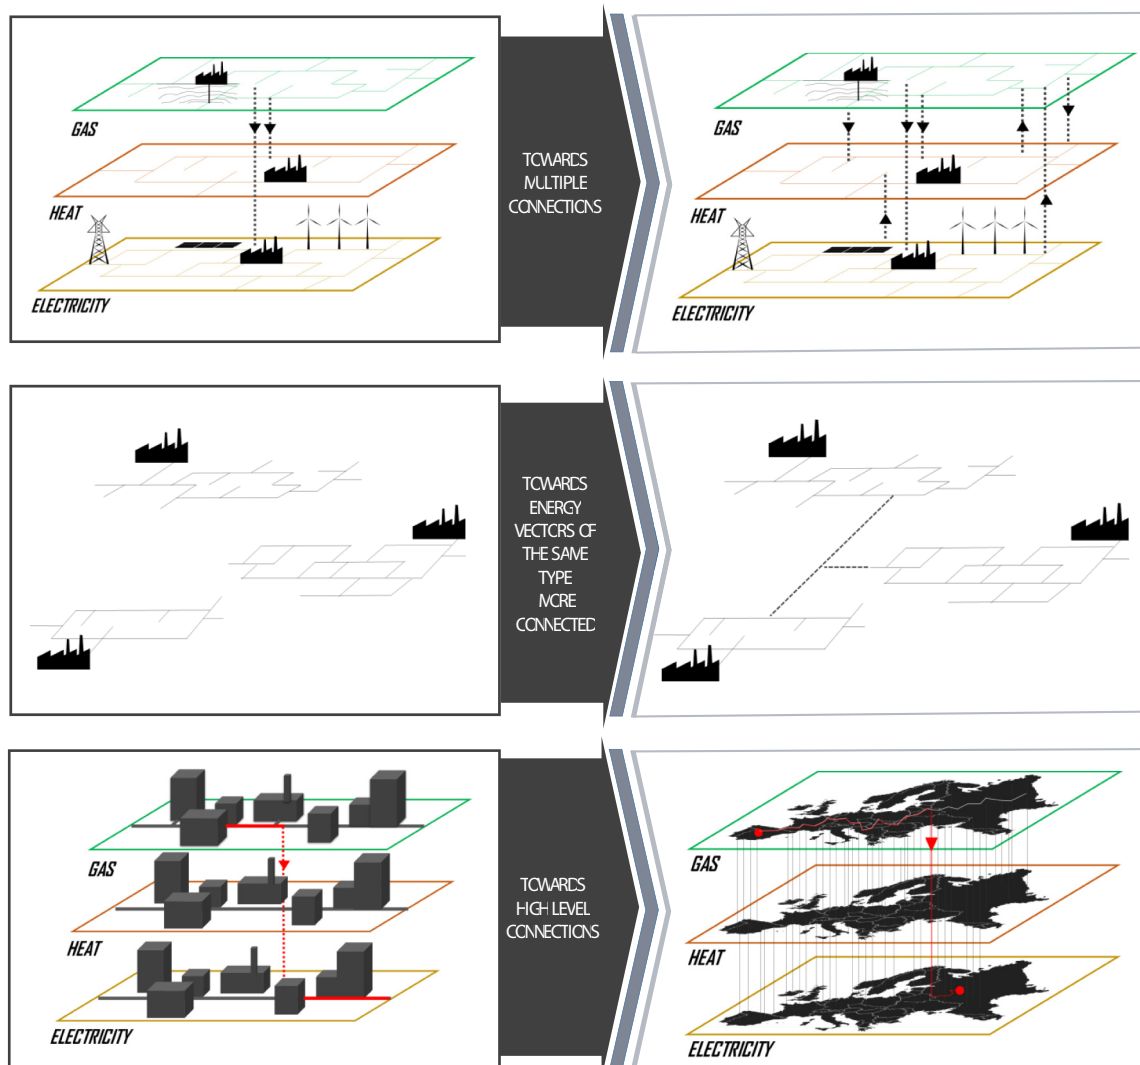 GAS
HEAT
ELECTRICITY
TOWARDS
MULTIPLE
CONNECTIONS
GAS
HEAT
ELECTRICITY
TOWARDS
ENERGY
VECTORS OF
THE SAME
TYPE
MORE
CONNECTED
GAS
HEAT
ELECTRICITY
TOWARDS
HIGH LEVEL
CONNECTIONS
GAS
HEAT
ELECTRICITY